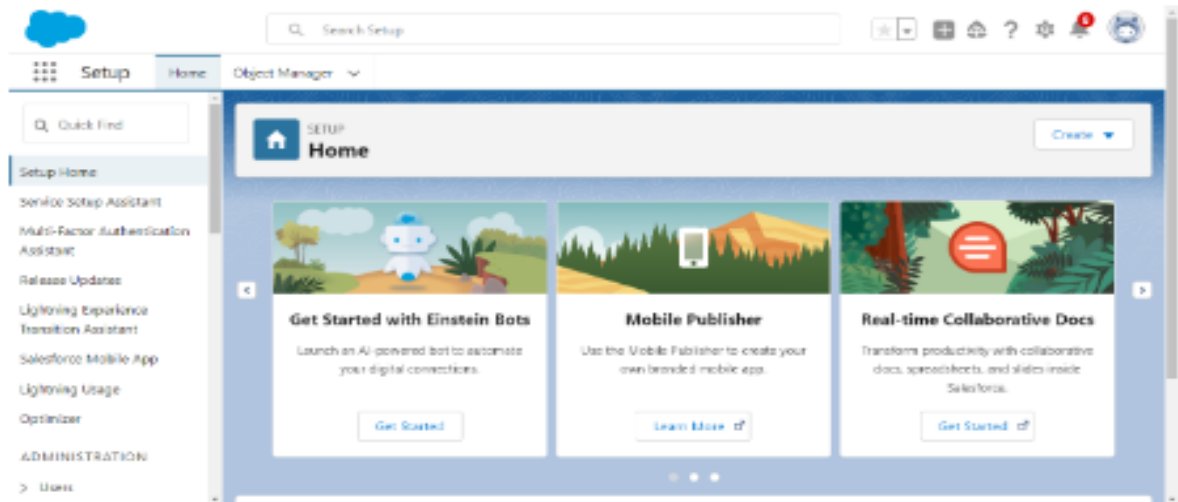 Search Setup
6
Setup Home Object Manager
Quick Find
Setup Home
Service Setup Assistant
Multi-Factor Authentication
Assistant
Release Updates
Lightning Experience
Transition Assistant
Salesforce Mobile App
Lightning Usage
Optimizer
ADMINISTRATION
Users
SETUP
Home
Create
Get Started with Einstein Bots
Launch an AI-powered bot to automate
your digital connections.
Get Started
Mobile Publisher
Use the Mobile Publisher to create your
own branded mobile app.
Learn More
Real-time Collaborative Docs
Transform productivity with collaborative
docs, spreadsheets, and slides inside
Salesforce.
Get Started